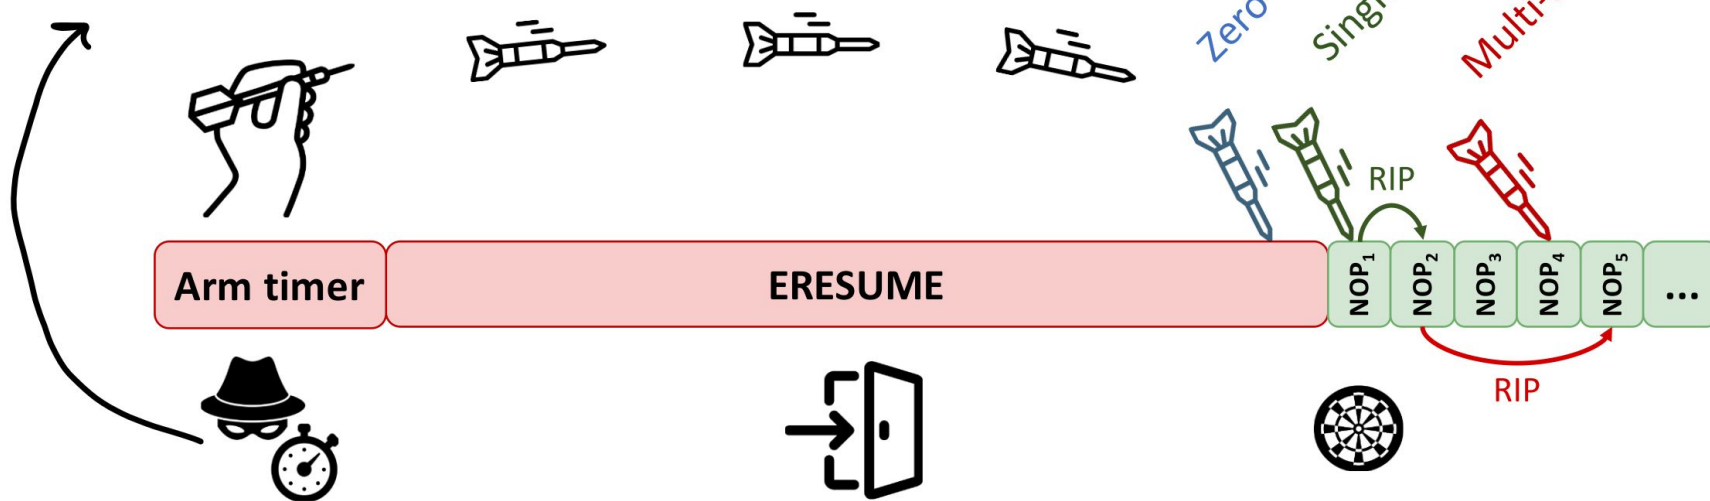 Zero
RIP
Arm timer
ERESUME
NOP1
NOP2
NOP3
NOP4
NOP5
...
RIP